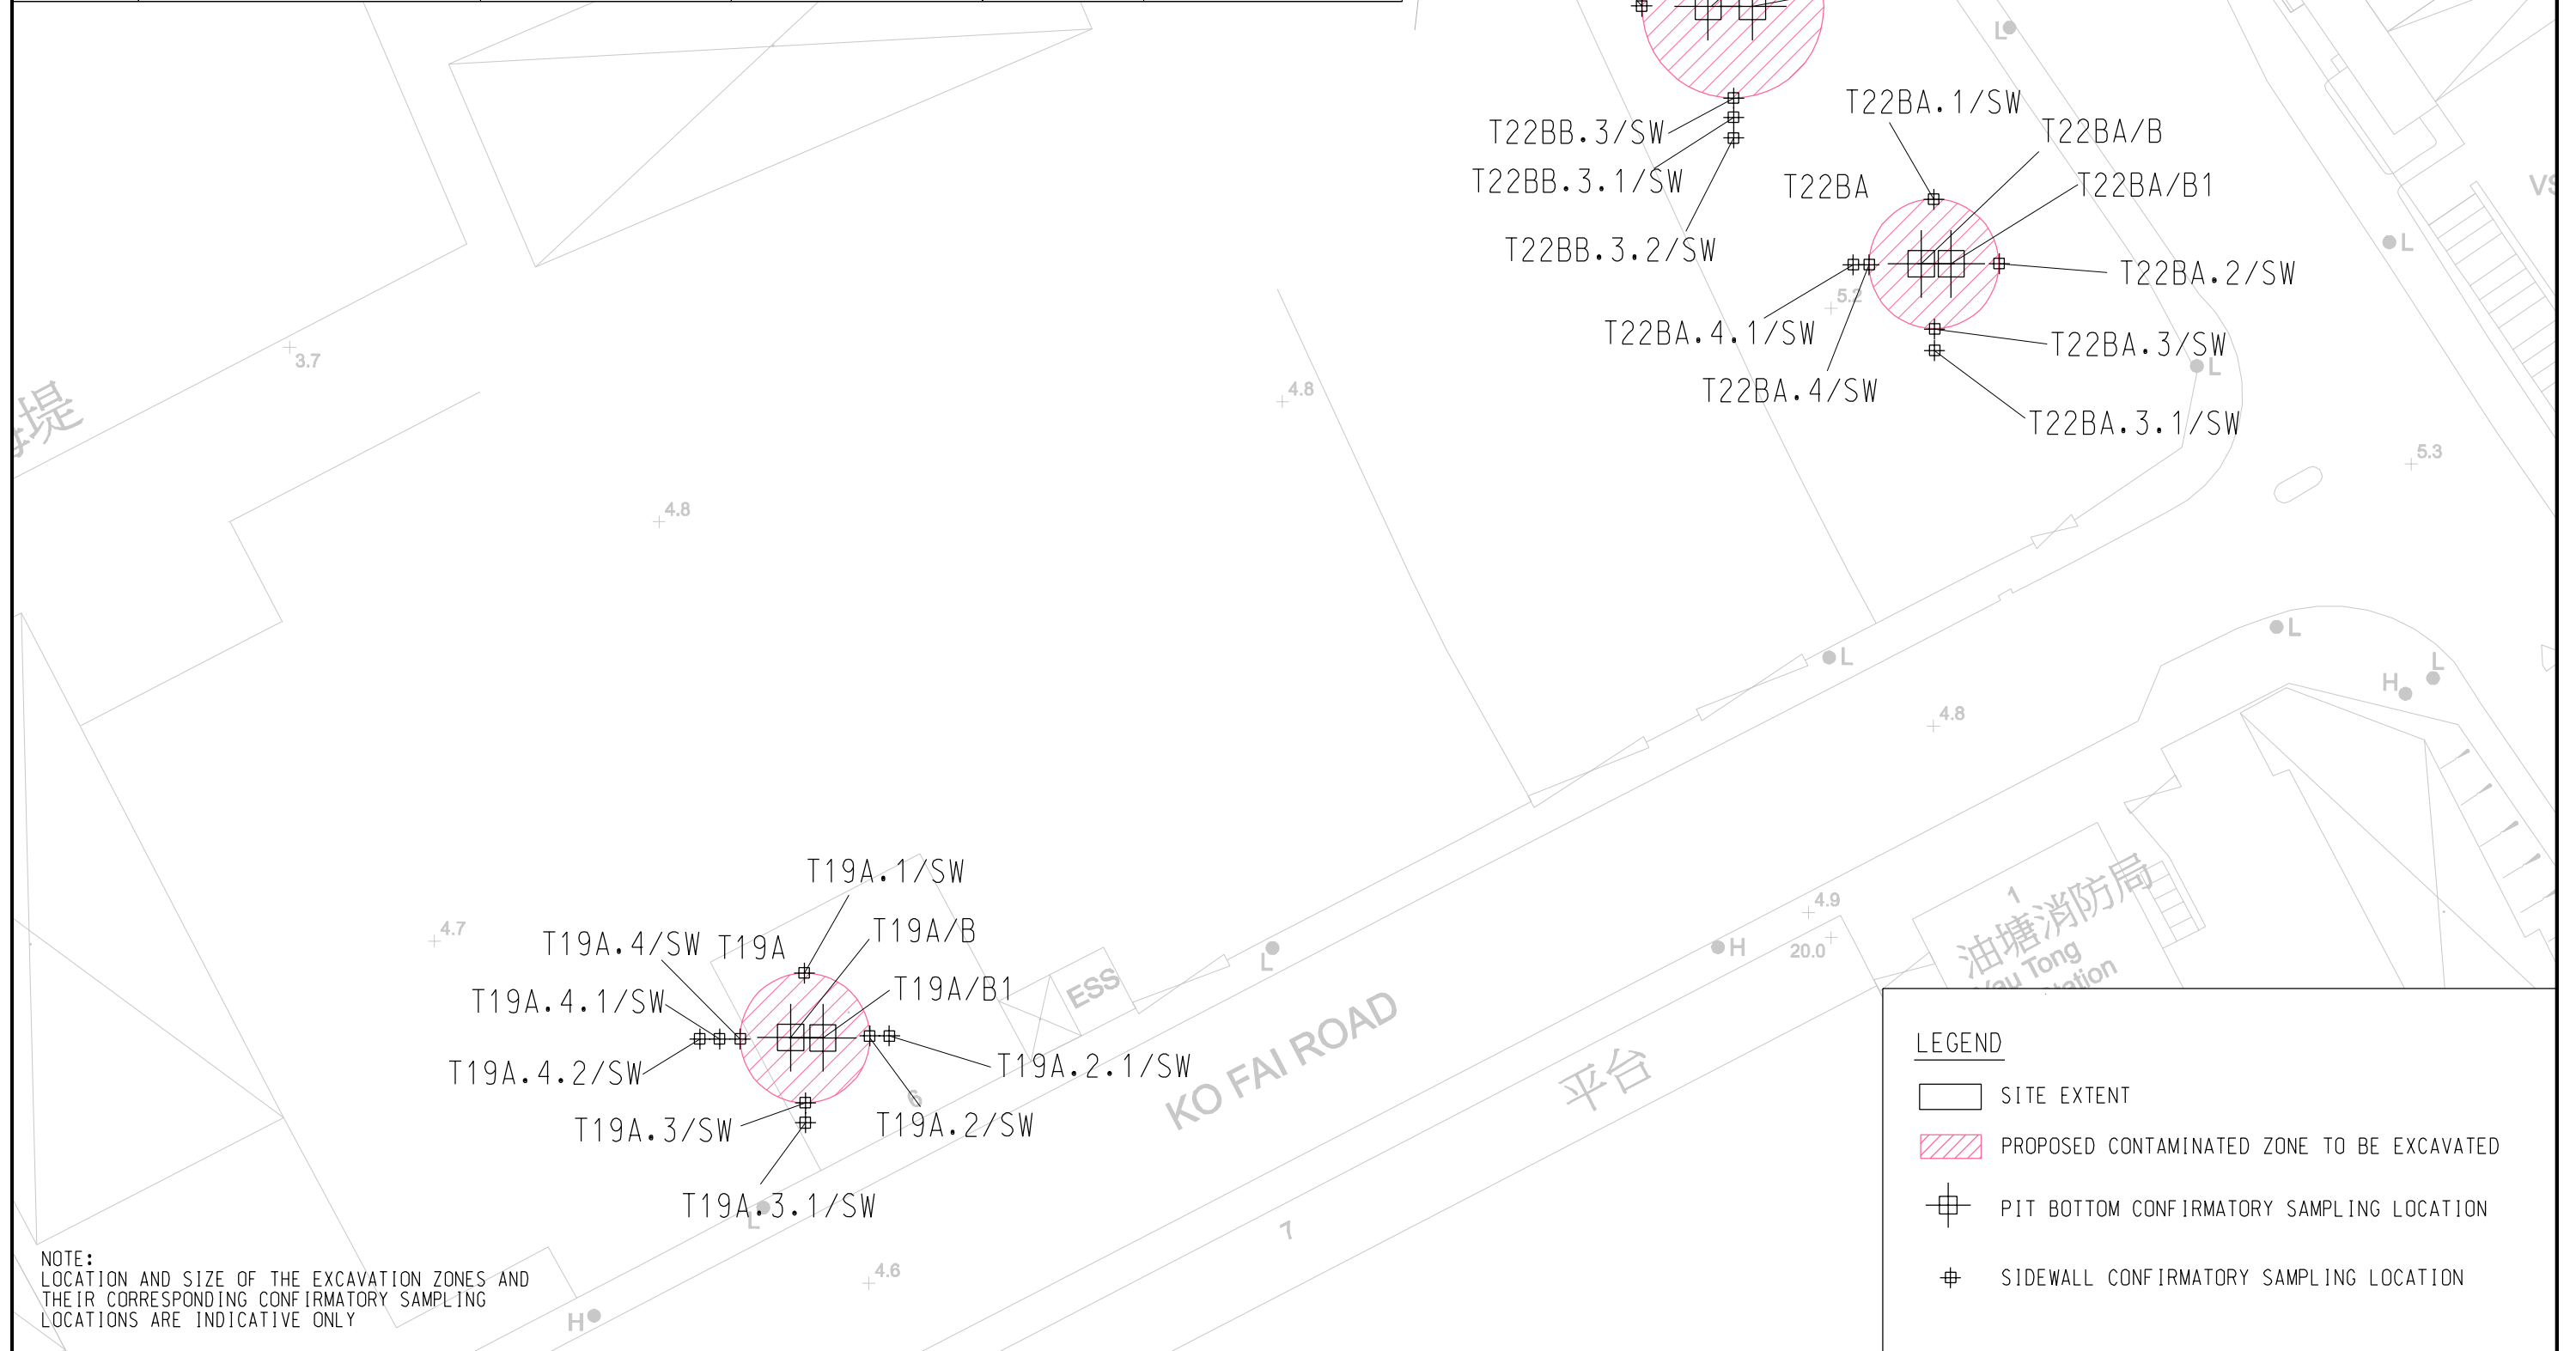 L
T22BA.1/SW
T22BB.3/SW
T22BA/B
T22BB.3.1/SW
T22BA
T22BA/B1
T22BB.3.2/SW
L
T22BA.2/SW
5.2
T22BA.4.1/SW
T22BA.3/SW
3.7
L
4.8
T22BA.4/SW
T22BA.3.1/SW
堤
5.3
4.8
L
L
L
H
4.8
T19A.1/SW
4.7
T19A.4/SW
T19A
T19A/B
4.9
1
油塘消防局
Yau Tong
20.0
H
L
T19A/B1
ESS
T19A.4.1/SW
KO FAI ROAD
平台
T19A.4.2/SW
T19A.2.1/SW
6
T19A.3/SW
T19A.2/SW
T19A.3.1/SW
L
7
4.6
H
NOTE:
LOCATION AND SIZE OF THE EXCAVATION ZONES AND
THEIR CORRESPONDING CONFIRMATORY SAMPLING
LOCATIONS ARE INDICATIVE ONLY
LEGEND
SITE EXTENT
PROPOSED CONTAMINATED ZONE TO BE EXCAVATED
PIT BOTTOM CONFIRMATORY SAMPLING LOCATION
SIDEWALL CONFIRMATORY SAMPLING LOCATION